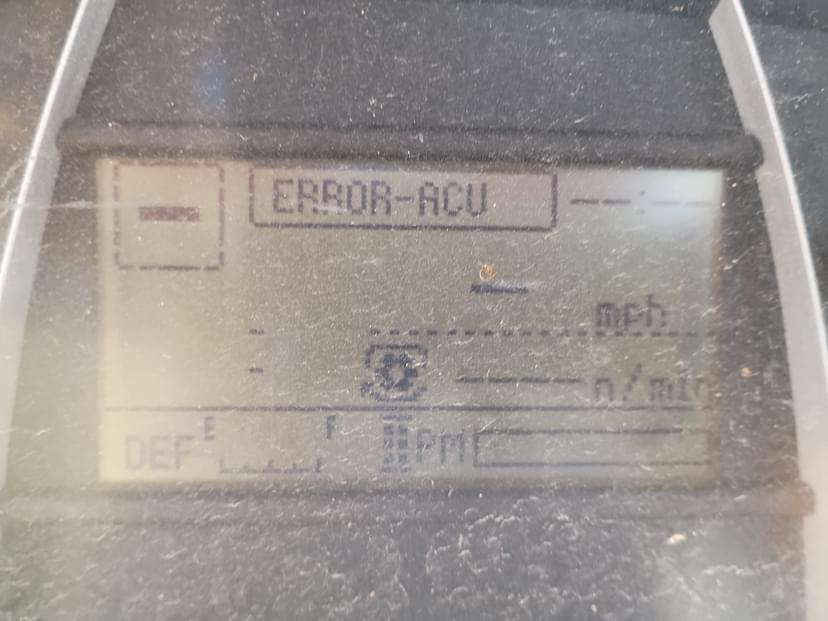 ERROR-ACU --:--
– mph
n/min
DEF E F PM